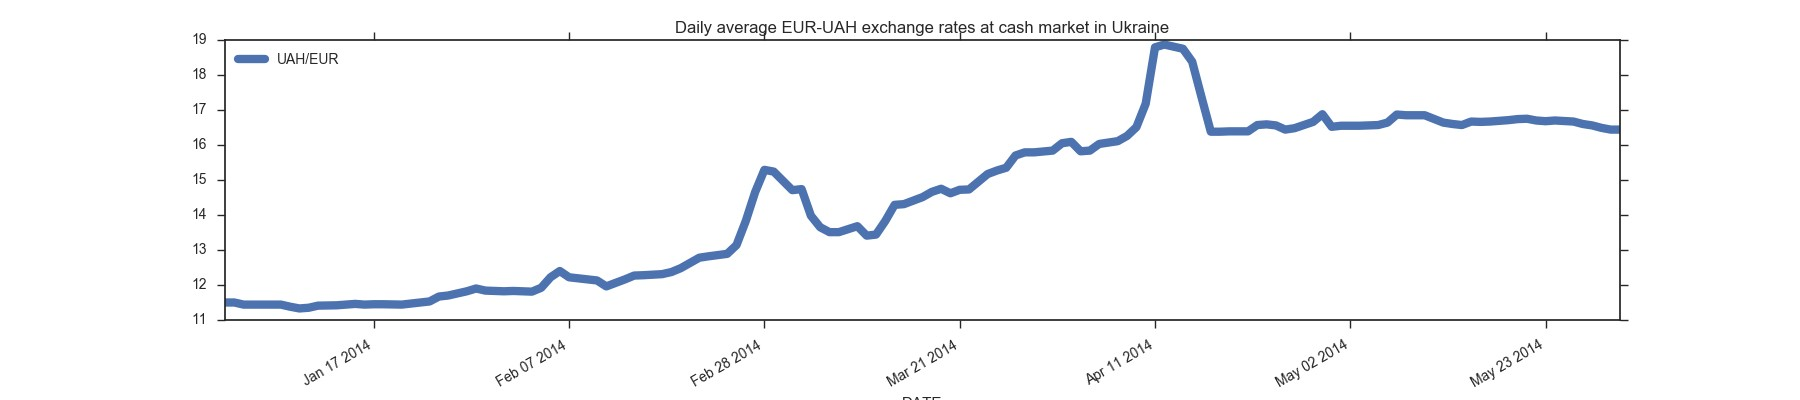 Daily average EUR-UAH exchange rates at cash market in Ukraine
UAH/EUR
19
18
17
16
15
14
13
12
11
Jan 17 2014
Feb 07 2014
Feb 28 2014
Mar 21 2014
Apr 11 2014
May 02 2014
May 23 2014
DATE